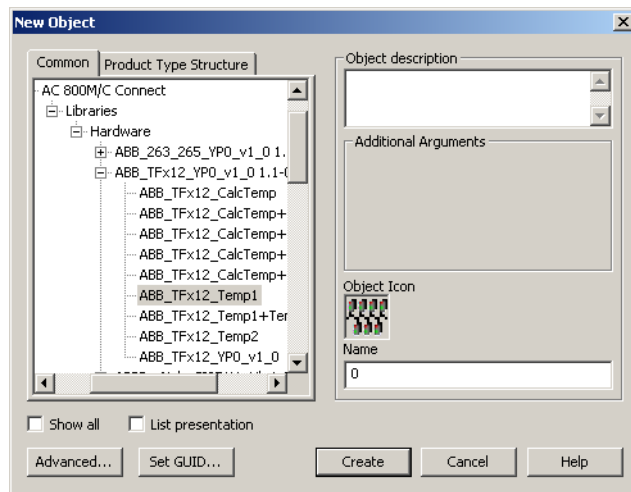 New Object
Common
Product Type Structure
AC 800M/C Connect
Libraries
Hardware
ABB_263_265_YP0_v1_0 1.
ABB_TFx12_YP0_v1_0 1.1-(
ABB_TFx12_CalcTemp
ABB_TFx12_CalcTemp+
ABB_TFx12_CalcTemp+
ABB_TFx12_CalcTemp+
ABB_TFx12_CalcTemp+
ABB_TFx12_Temp1
ABB_TFx12_Temp1+Ter
ABB_TFx12_Temp2
ABB_TFx12_YP0_v1_0
Show all
List presentation
Object description
Additional Arguments
Object Icon
Name
0
Advanced...
Set GUID...
Create
Cancel
Help